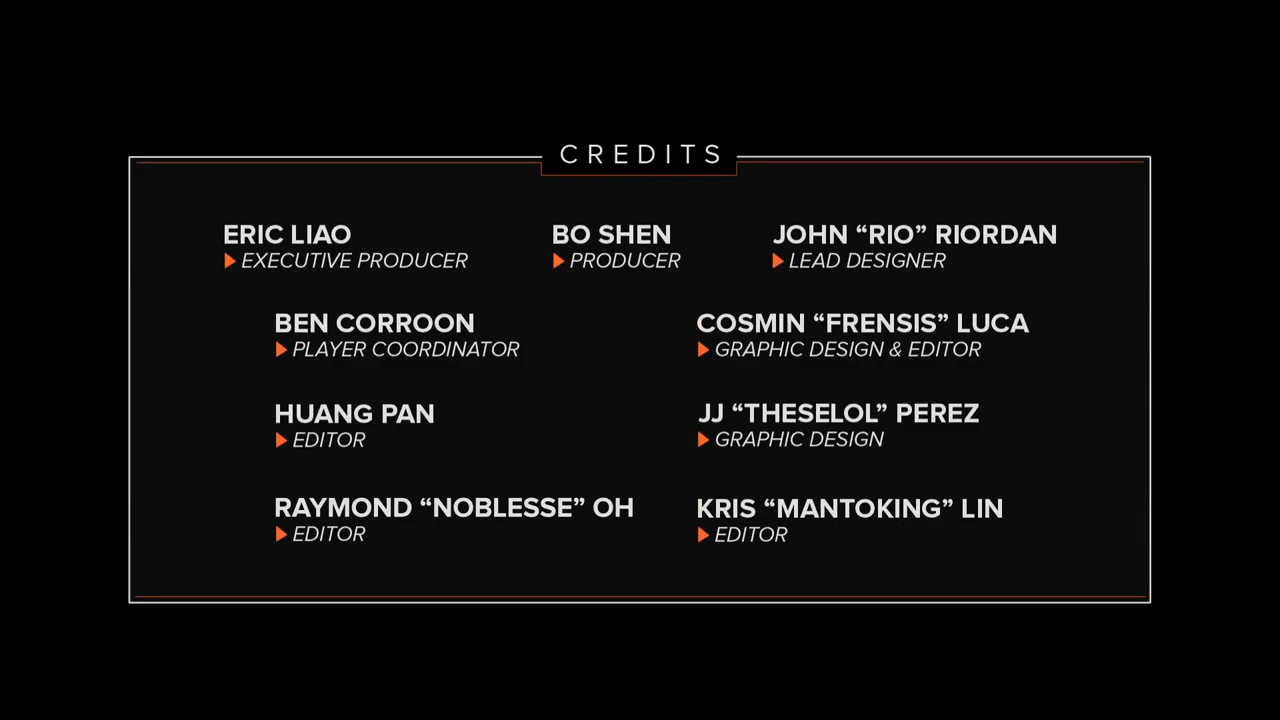 CREDITS
ERIC LIAO
EXECUTIVE PRODUCER
BO SHEN
PRODUCER
JOHN “RIO” RIORDAN
LEAD DESIGNER
BEN CORROON
PLAYER COORDINATOR
COSMIN “FRENSIS” LUCA
GRAPHIC DESIGN & EDITOR
HUANG PAN
EDITOR
JJ “THESELOL” PEREZ
GRAPHIC DESIGN
RAYMOND “NOBLESSE” OH
EDITOR
KRIS “MANTOKING” LIN
EDITOR